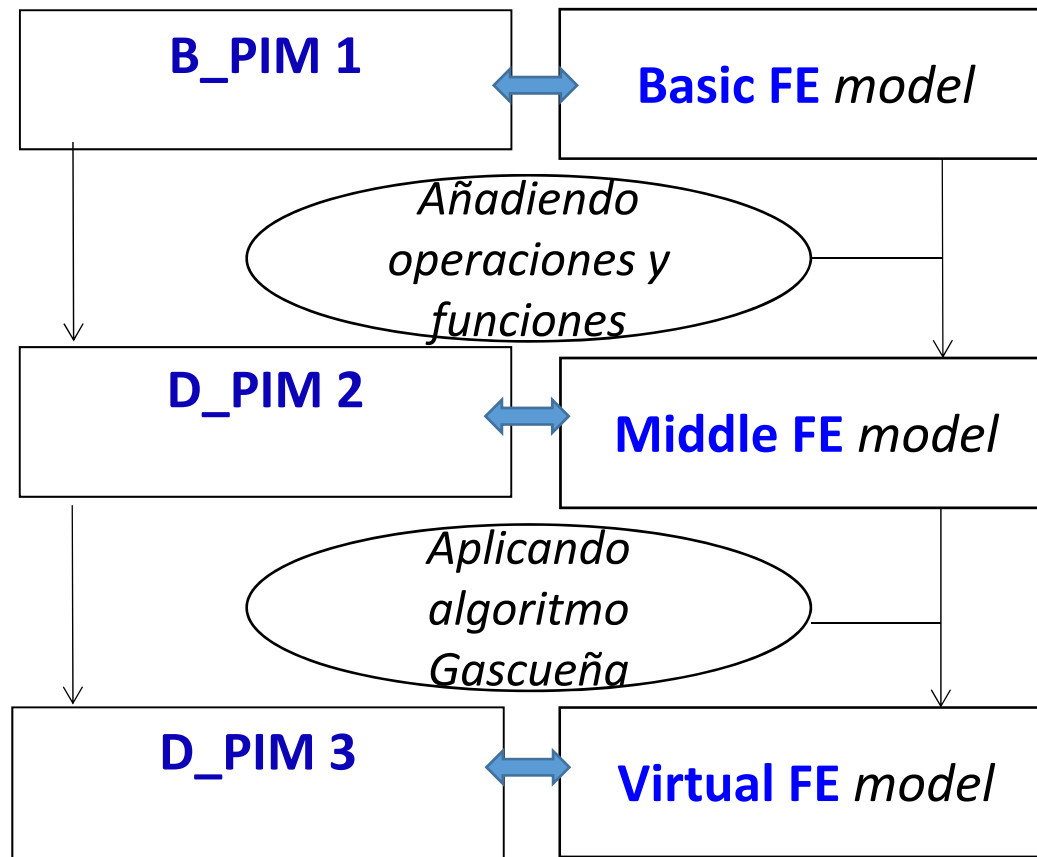 B_PIM 1
Basic FE model
Añadiendo
operaciones y
funciones
D_PIM 2
Middle FE model
Aplicando
algoritmo
Gascueña
D_PIM 3
Virtual FE model